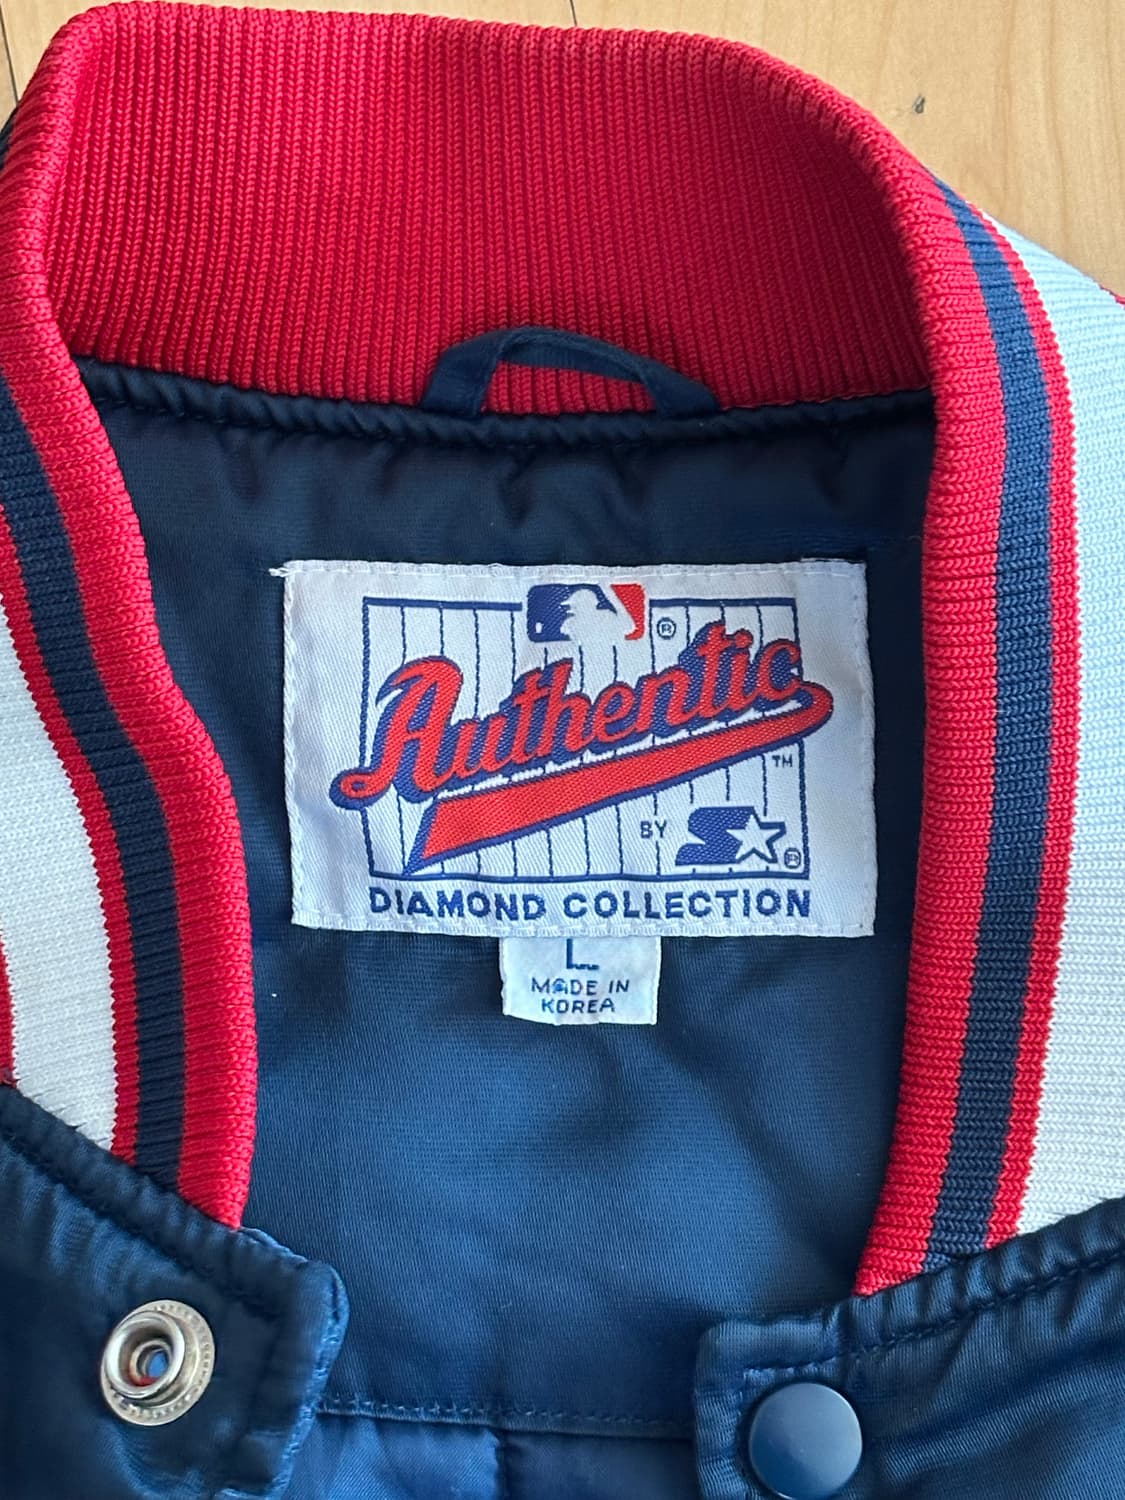 ®
Authentic
TM
BY
®
DIAMOND COLLECTION
L
MADE IN
KOREA